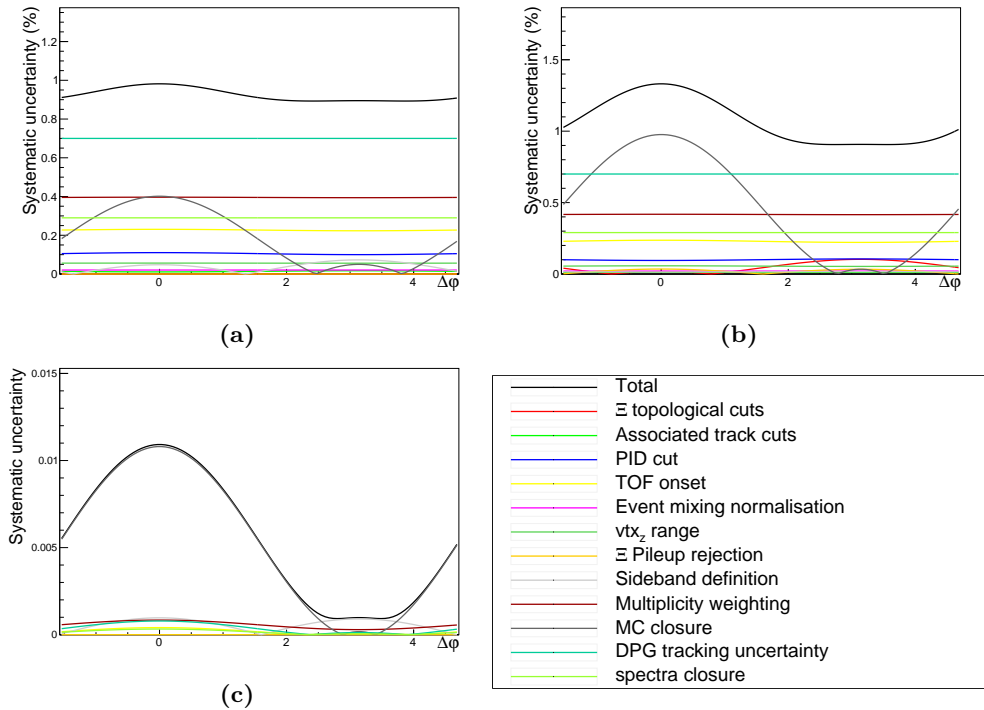 Systematic uncertainty (%)
1.2
1
0.8
0.6
0.4
0.2
0
0
2
4
Δφ
(a)
Systematic uncertainty (%)
1.5
1
0.5
0
0
2
4
Δφ
(b)
Systematic uncertainty
0.015
0.01
0.005
0
0
2
4
Δφ
(c)
Total
Ξ topological cuts
Associated track cuts
PID cut
TOF onset
Event mixing normalisation
vtx_z range
Ξ Pileup rejection
Sideband definition
Multiplicity weighting
MC closure
DPG tracking uncertainty
spectra closure